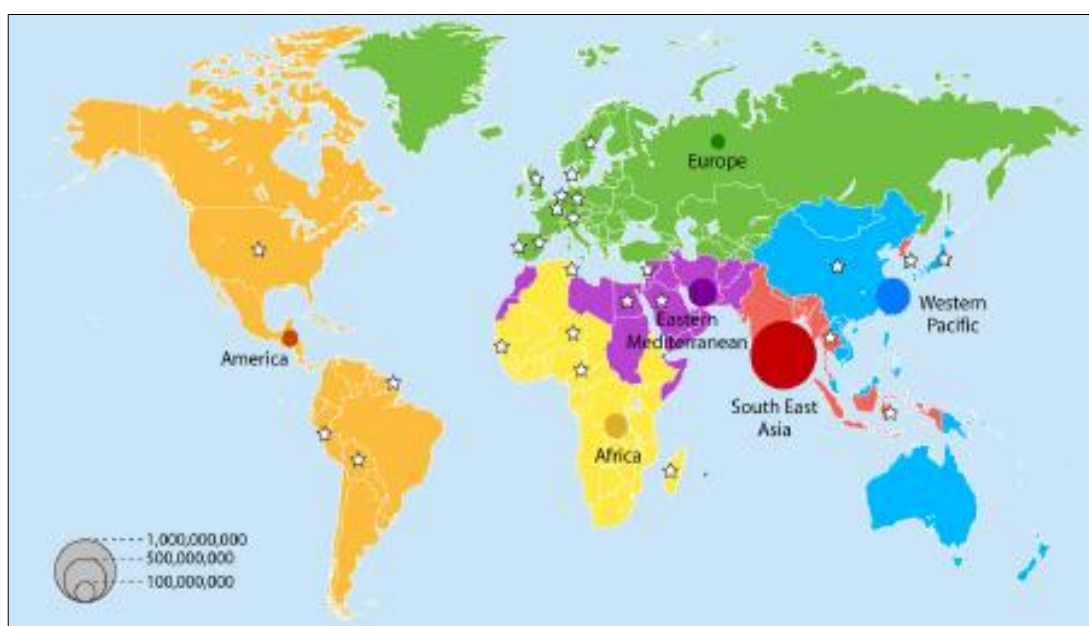 Europe
Western
Pacific
Eastern
Mediterranean
America
South East
Asia
Africa
1,000,000,000
500,000,000
100,000,000